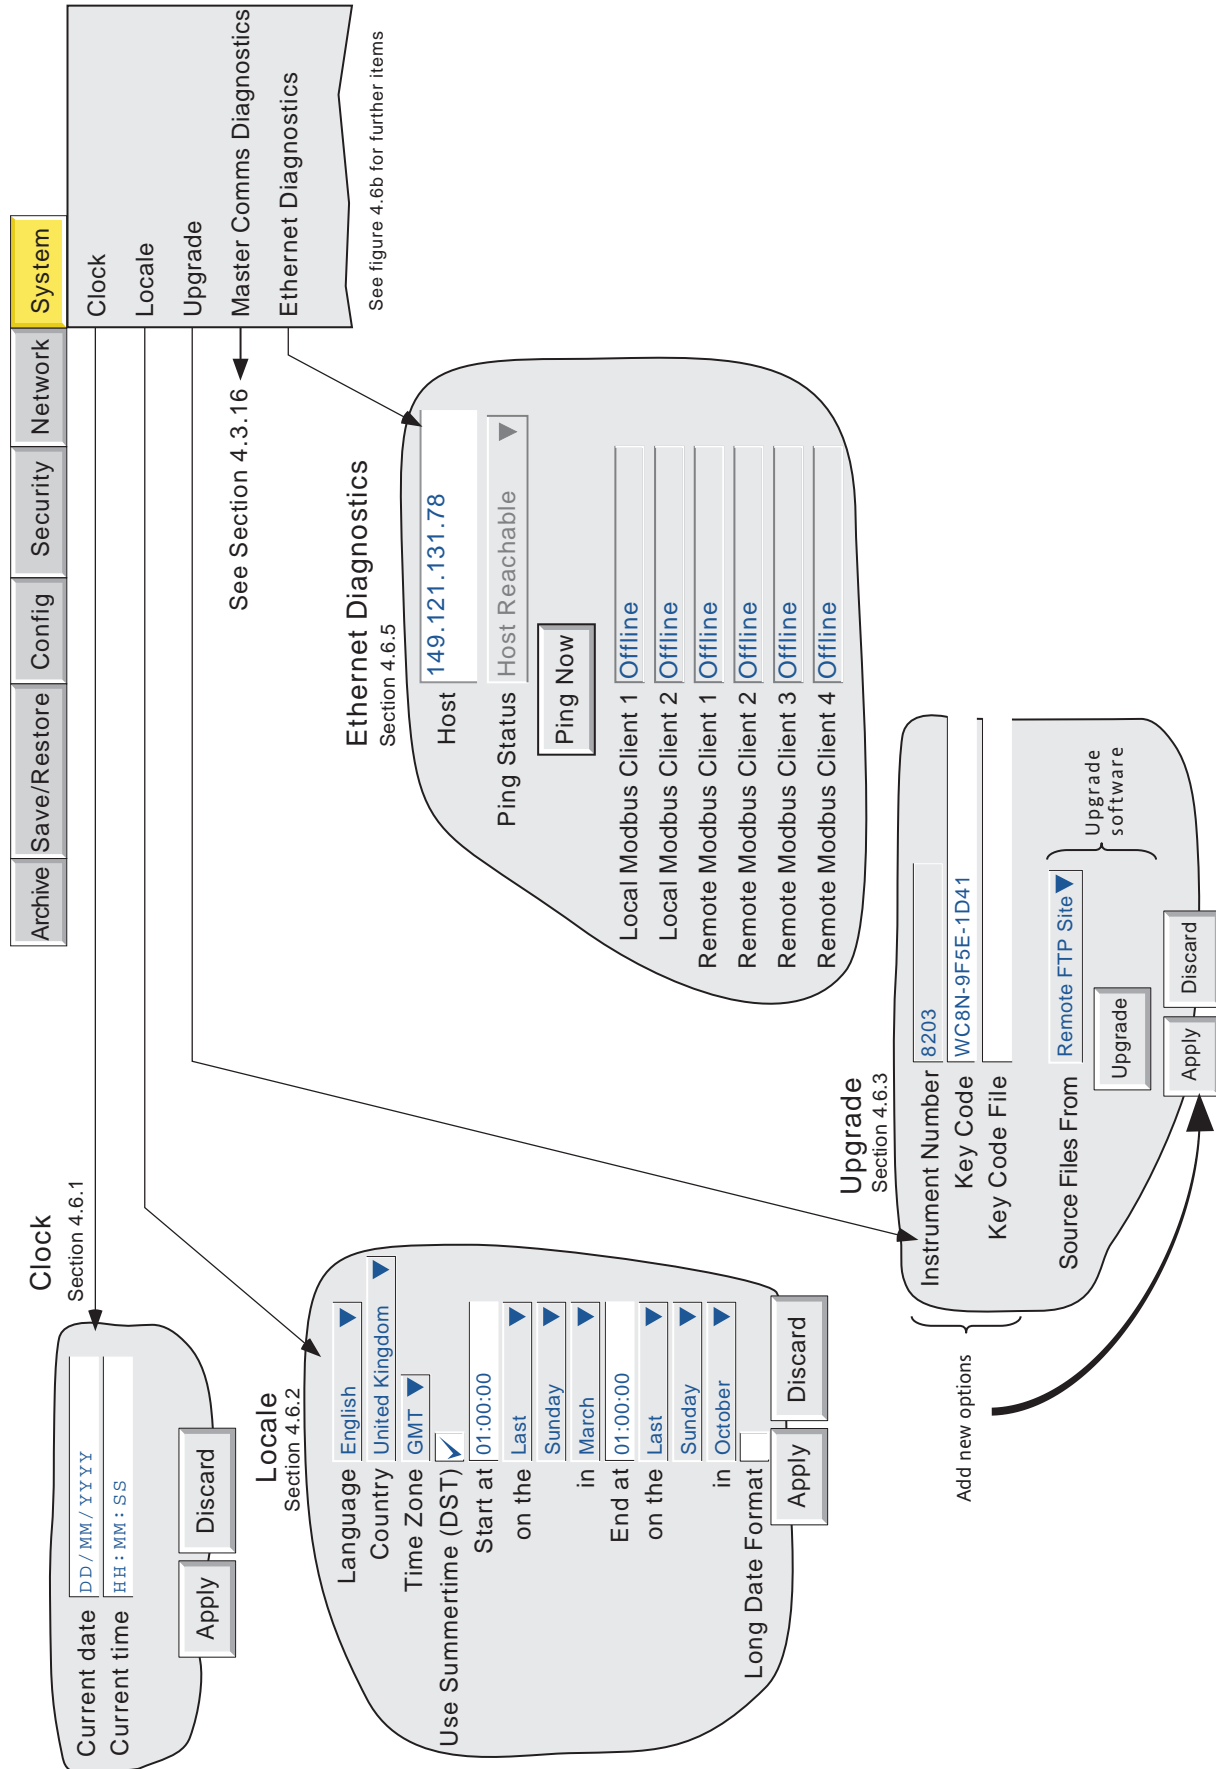 Archive Save/Restore Config Security Network System
Clock
Locale
Upgrade
Master Comms Diagnostics
Ethernet Diagnostics
See figure 4.6b for further items
See Section 4.3.16
Clock
Section 4.6.1
Current date DD/MM/YYYY
Current time HH:MM:SS
Apply Discard
Locale
Section 4.6.2
Language English
Country United Kingdom
Time Zone GMT
Use Summertime (DST)
Start at 01:00:00
on the Last
Sunday
in March
End at 01:00:00
on the Last
Sunday
in October
Long Date Format
Apply Discard
Ethernet Diagnostics
Section 4.6.5
Host 149.121.131.78
Ping Status Host Reachable
Ping Now
Local Modbus Client 1 Offline
Local Modbus Client 2 Offline
Remote Modbus Client 1 Offline
Remote Modbus Client 2 Offline
Remote Modbus Client 3 Offline
Remote Modbus Client 4 Offline
Upgrade
Section 4.6.3
Instrument Number 8203
Key Code WC8N-9F5E-1D41
Key Code File
Source Files From Remote FTP Site
Upgrade
Apply Discard
Upgrade
software
Add new options